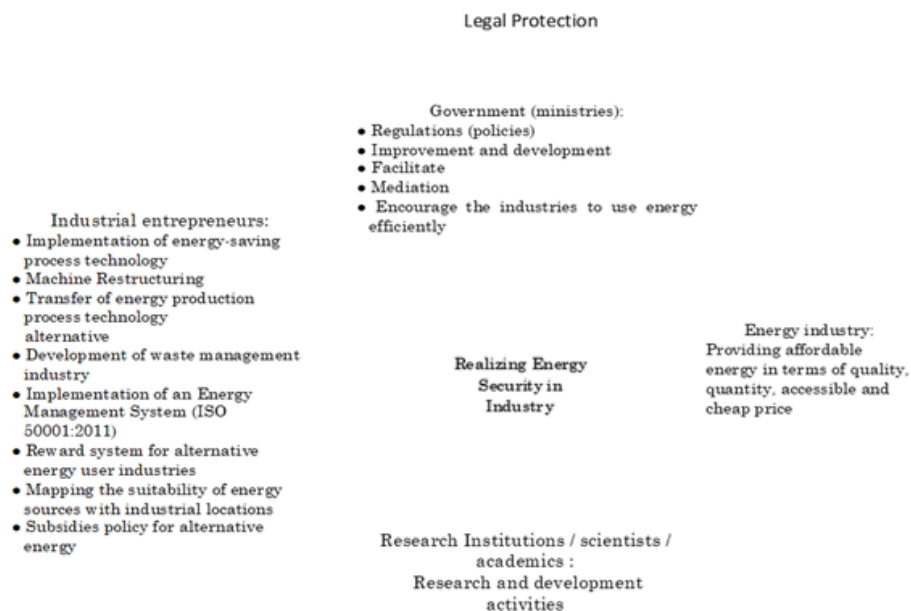 Legal Protection
Government (ministries):
● Regulations (policies)
● Improvement and development
● Facilitate
● Mediation
● Encourage the industries to use energy
efficiently
Industrial entrepreneurs:
● Implementation of energy-saving
process technology
● Machine Restructuring
● Transfer of energy production
process technology
alternative
● Development of waste management
industry
● Implementation of an Energy
Management System (ISO
50001:2011)
● Reward system for alternative
energy user industries
● Mapping the suitability of energy
sources with industrial locations
● Subsidies policy for alternative
energy
Realizing Energy
Security in
Industry
Energy industry:
Providing affordable
energy in terms of quality,
quantity, accessible and
cheap price
Research Institutions / scientists /
academics :
Research and development
activities